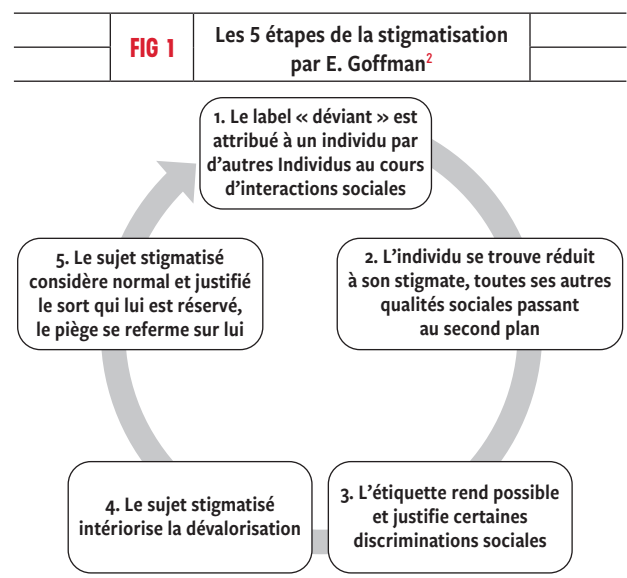 FIG 1
Les 5 étapes de la stigmatisation
par E. Goffman2
1. Le label « déviant » est
attribué à un individu par
d'autres Individus au cours
d'interactions sociales
5. Le sujet stigmatisé
considère normal et justifié
le sort qui lui est réservé,
le piège se referme sur lui
2. L'individu se trouve réduit
à son stigmate, toutes ses autres
qualités sociales passant
au second plan
4. Le sujet stigmatisé
intériorise la dévalorisation
3. L'étiquette rend possible
et justifie certaines
discriminations sociales